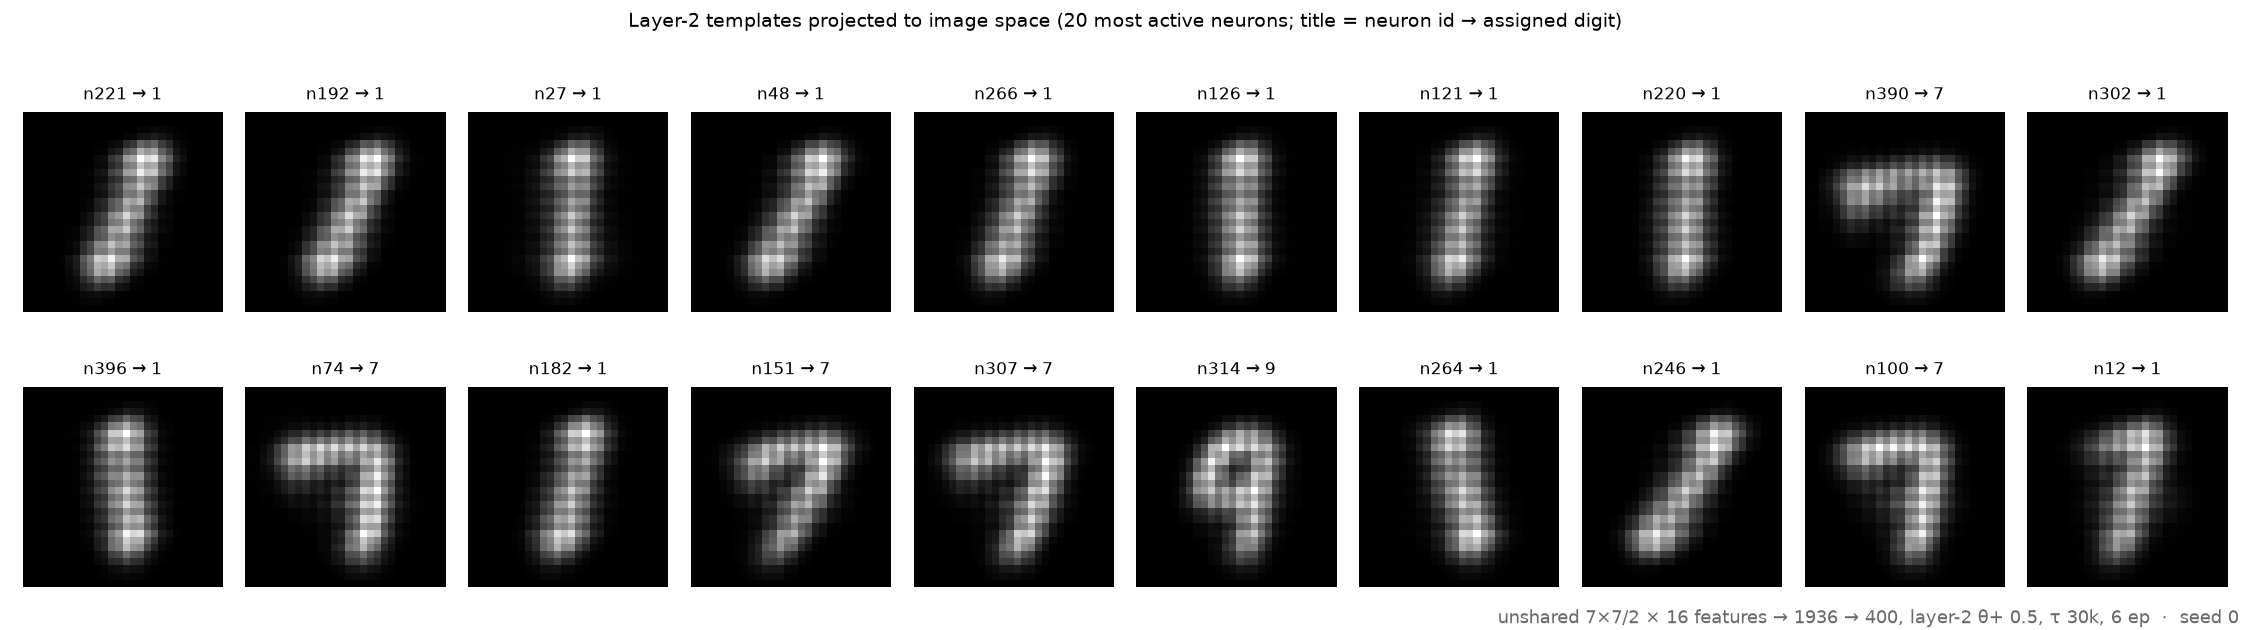 Layer-2 templates projected to image space (20 most active neurons; title = neuron id → assigned digit)
n221 → 1 n192 → 1 n27 → 1 n48 → 1 n266 → 1 n126 → 1 n121 → 1 n220 → 1 n390 → 7 n302 → 1
n396 → 1 n74 → 7 n182 → 1 n151 → 7 n307 → 7 n314 → 9 n264 → 1 n246 → 1 n100 → 7 n12 → 1
unshared 7×7/2 × 16 features → 1936 → 400, layer-2 θ+ 0.5, τ 30k, 6 ep · seed 0